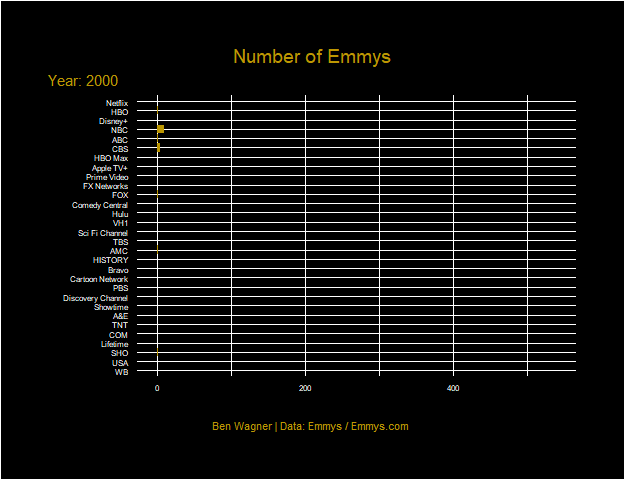 Number of Emmys
Year: 2000
Netflix
HBO
Disney+
NBC
ABC
CBS
HBO Max
Apple TV+
Prime Video
FX Networks
FOX
Comedy Central
Hulu
VH1
Sci Fi Channel
TBS
AMC
HISTORY
Bravo
Cartoon Network
PBS
Discovery Channel
Showtime
A&E
TNT
COM
Lifetime
SHO
USA
WB
0 200 400
Ben Wagner | Data: Emmys / Emmys.com